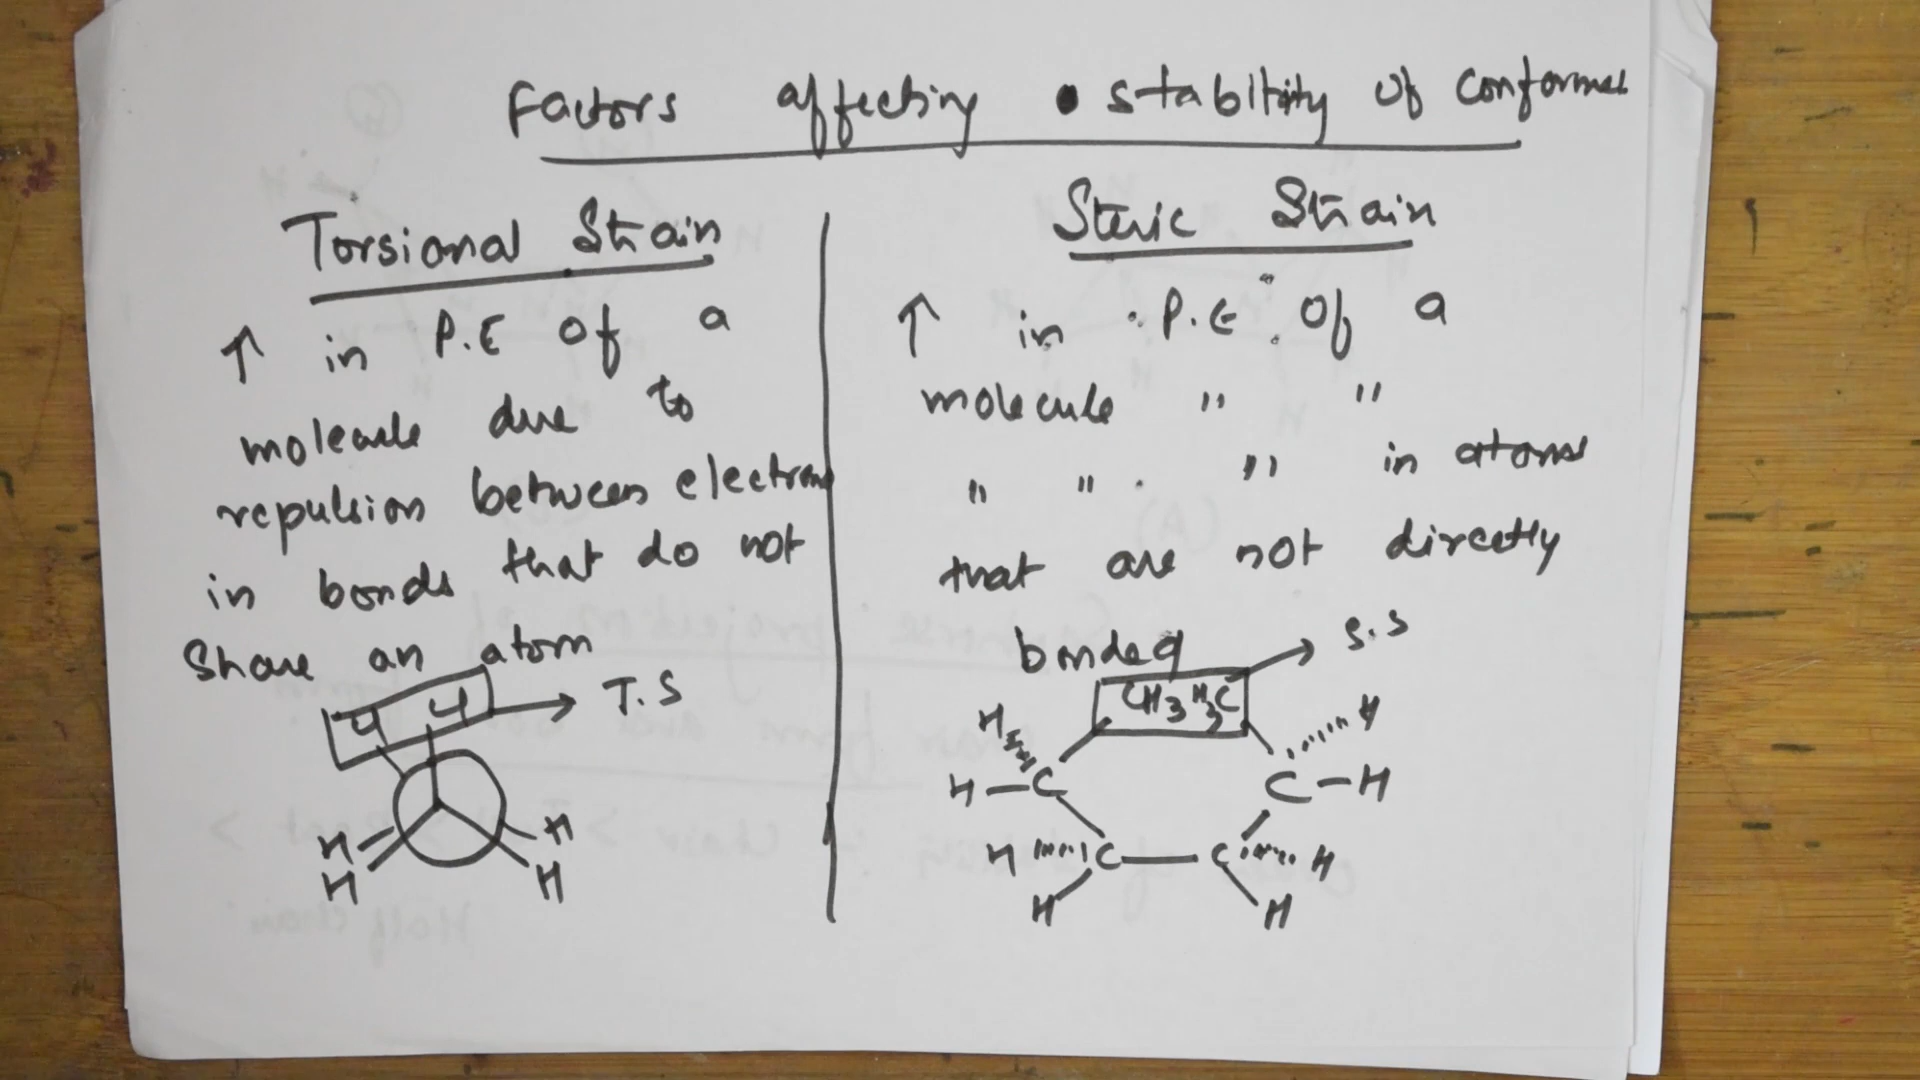 Factors affecting stability of conformer
Torsional Strain
↑ in P.E of a
molecule due to
repulsion between electrons
in bonds that do not
Share an atom
T.S
H H
H H
H H
Steric Strain
↑ in P.E. of a
molecule " "
" " " in atoms
that are not directly
bonded
S.S
CH3 H3C
H H
H — C C — H
H C — C H
H H